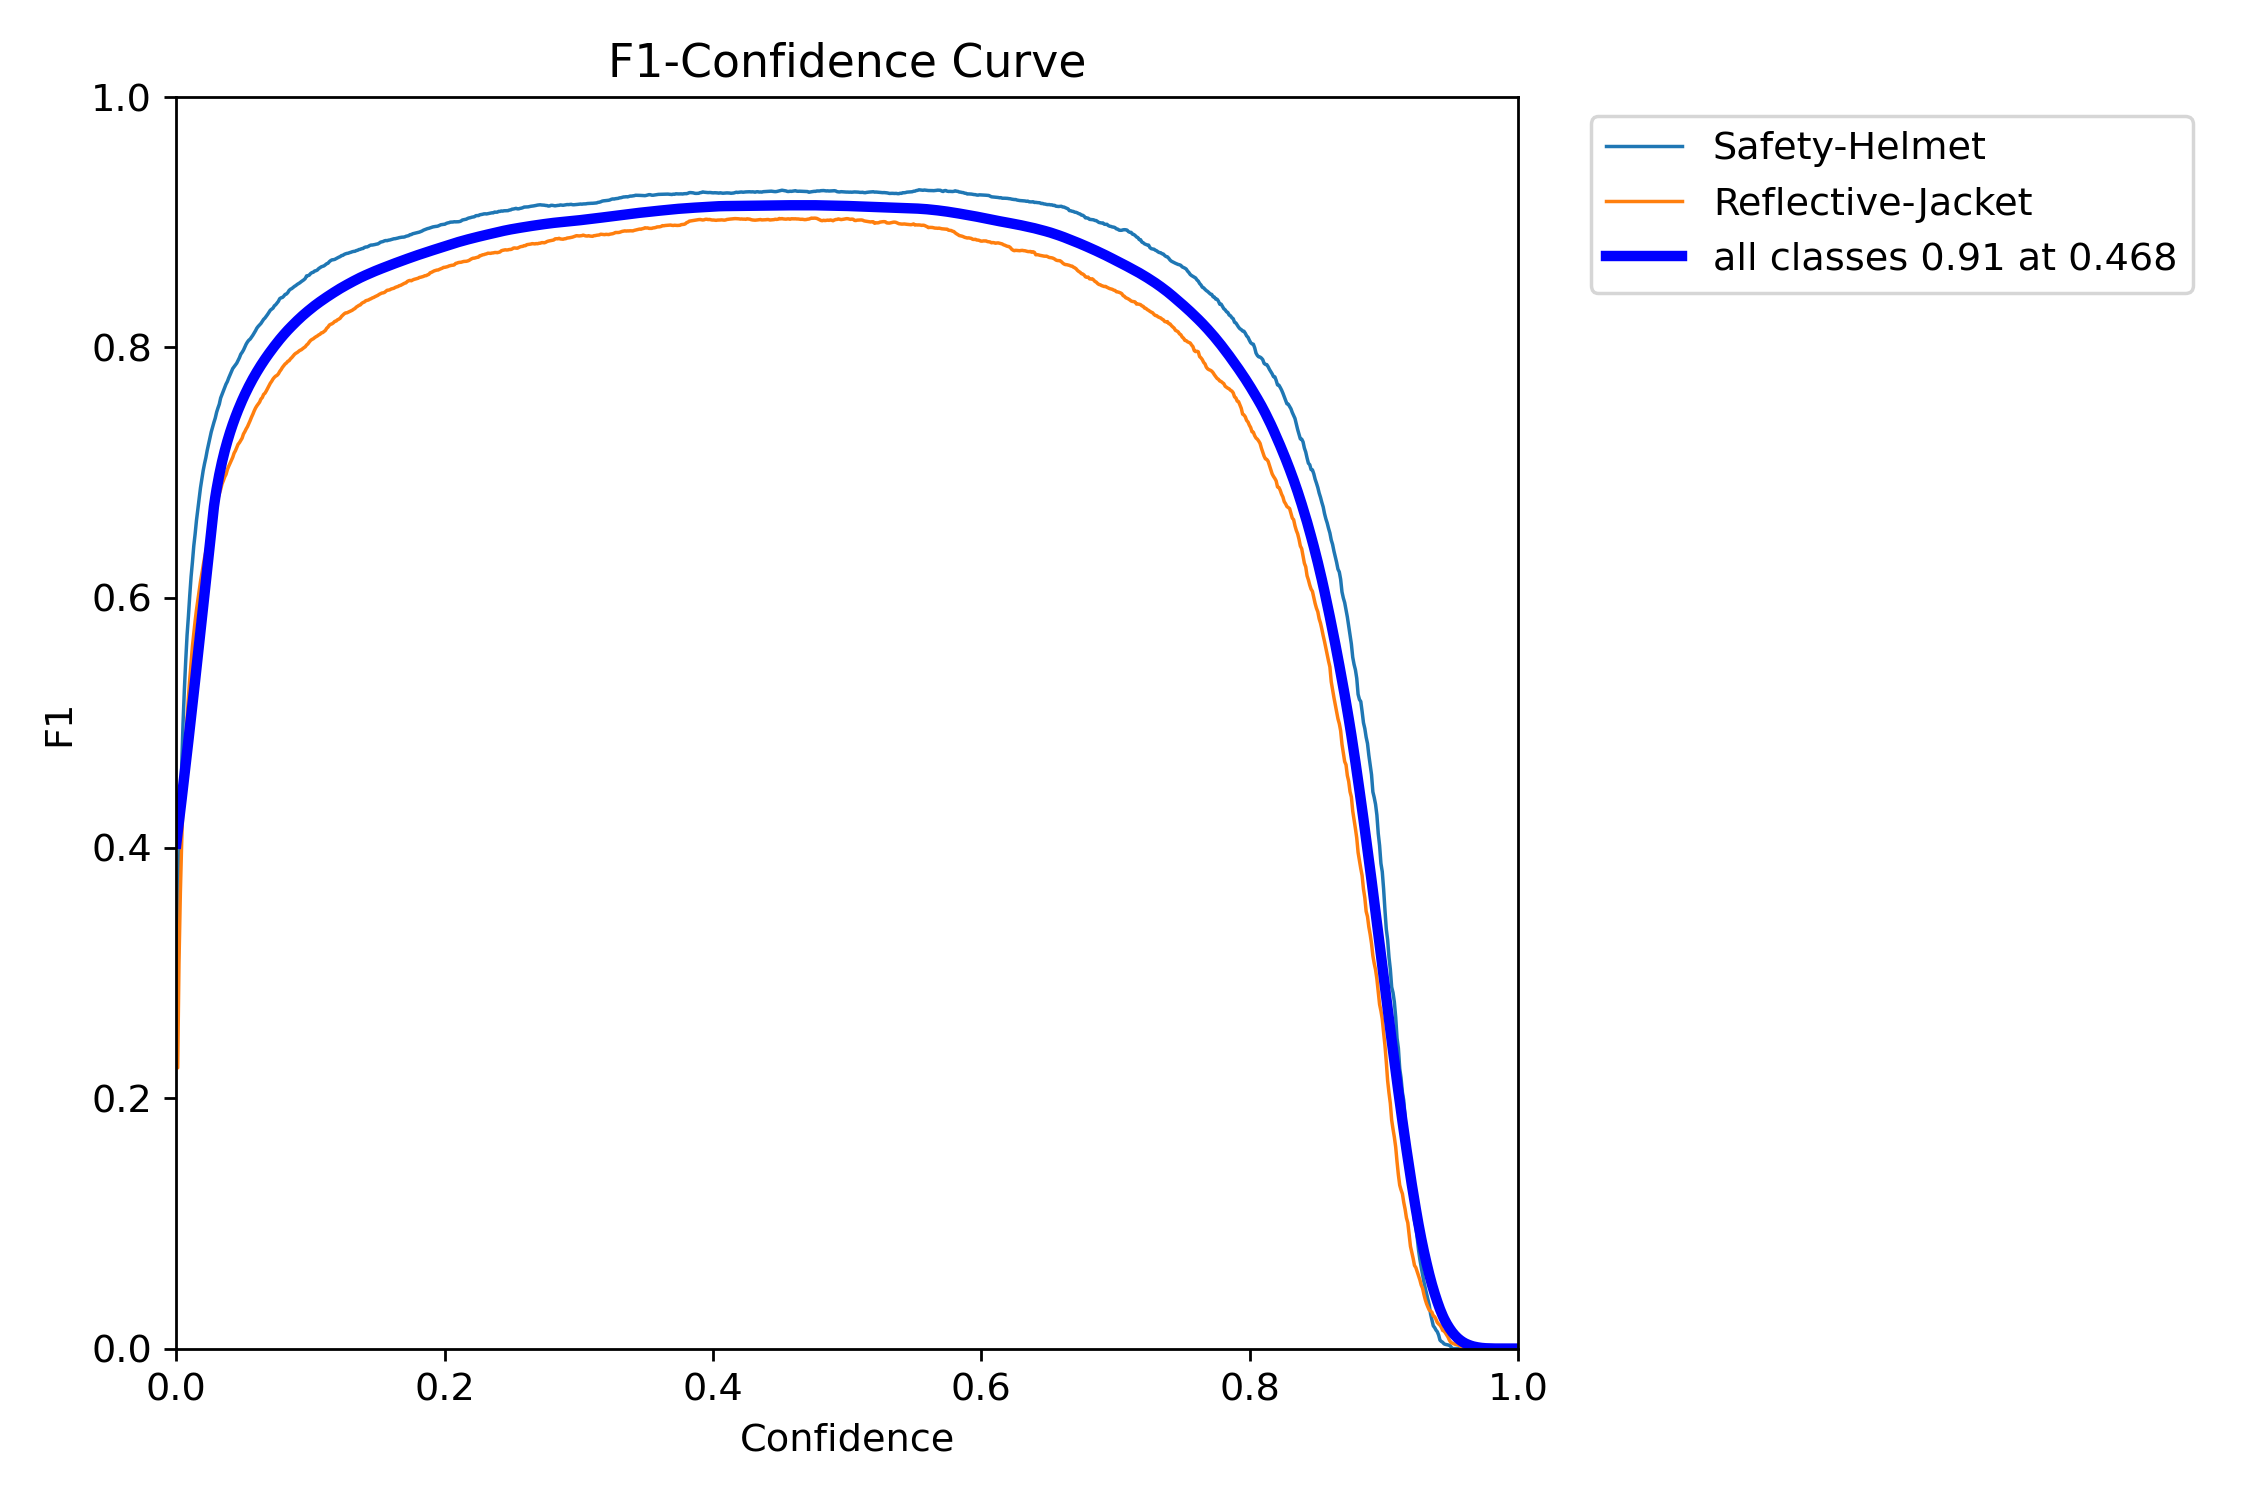 F1-Confidence Curve
1.0
0.8
0.6
0.4
0.2
0.0
F1
0.0 0.2 0.4 0.6 0.8 1.0
Confidence
Safety-Helmet
Reflective-Jacket
all classes 0.91 at 0.468